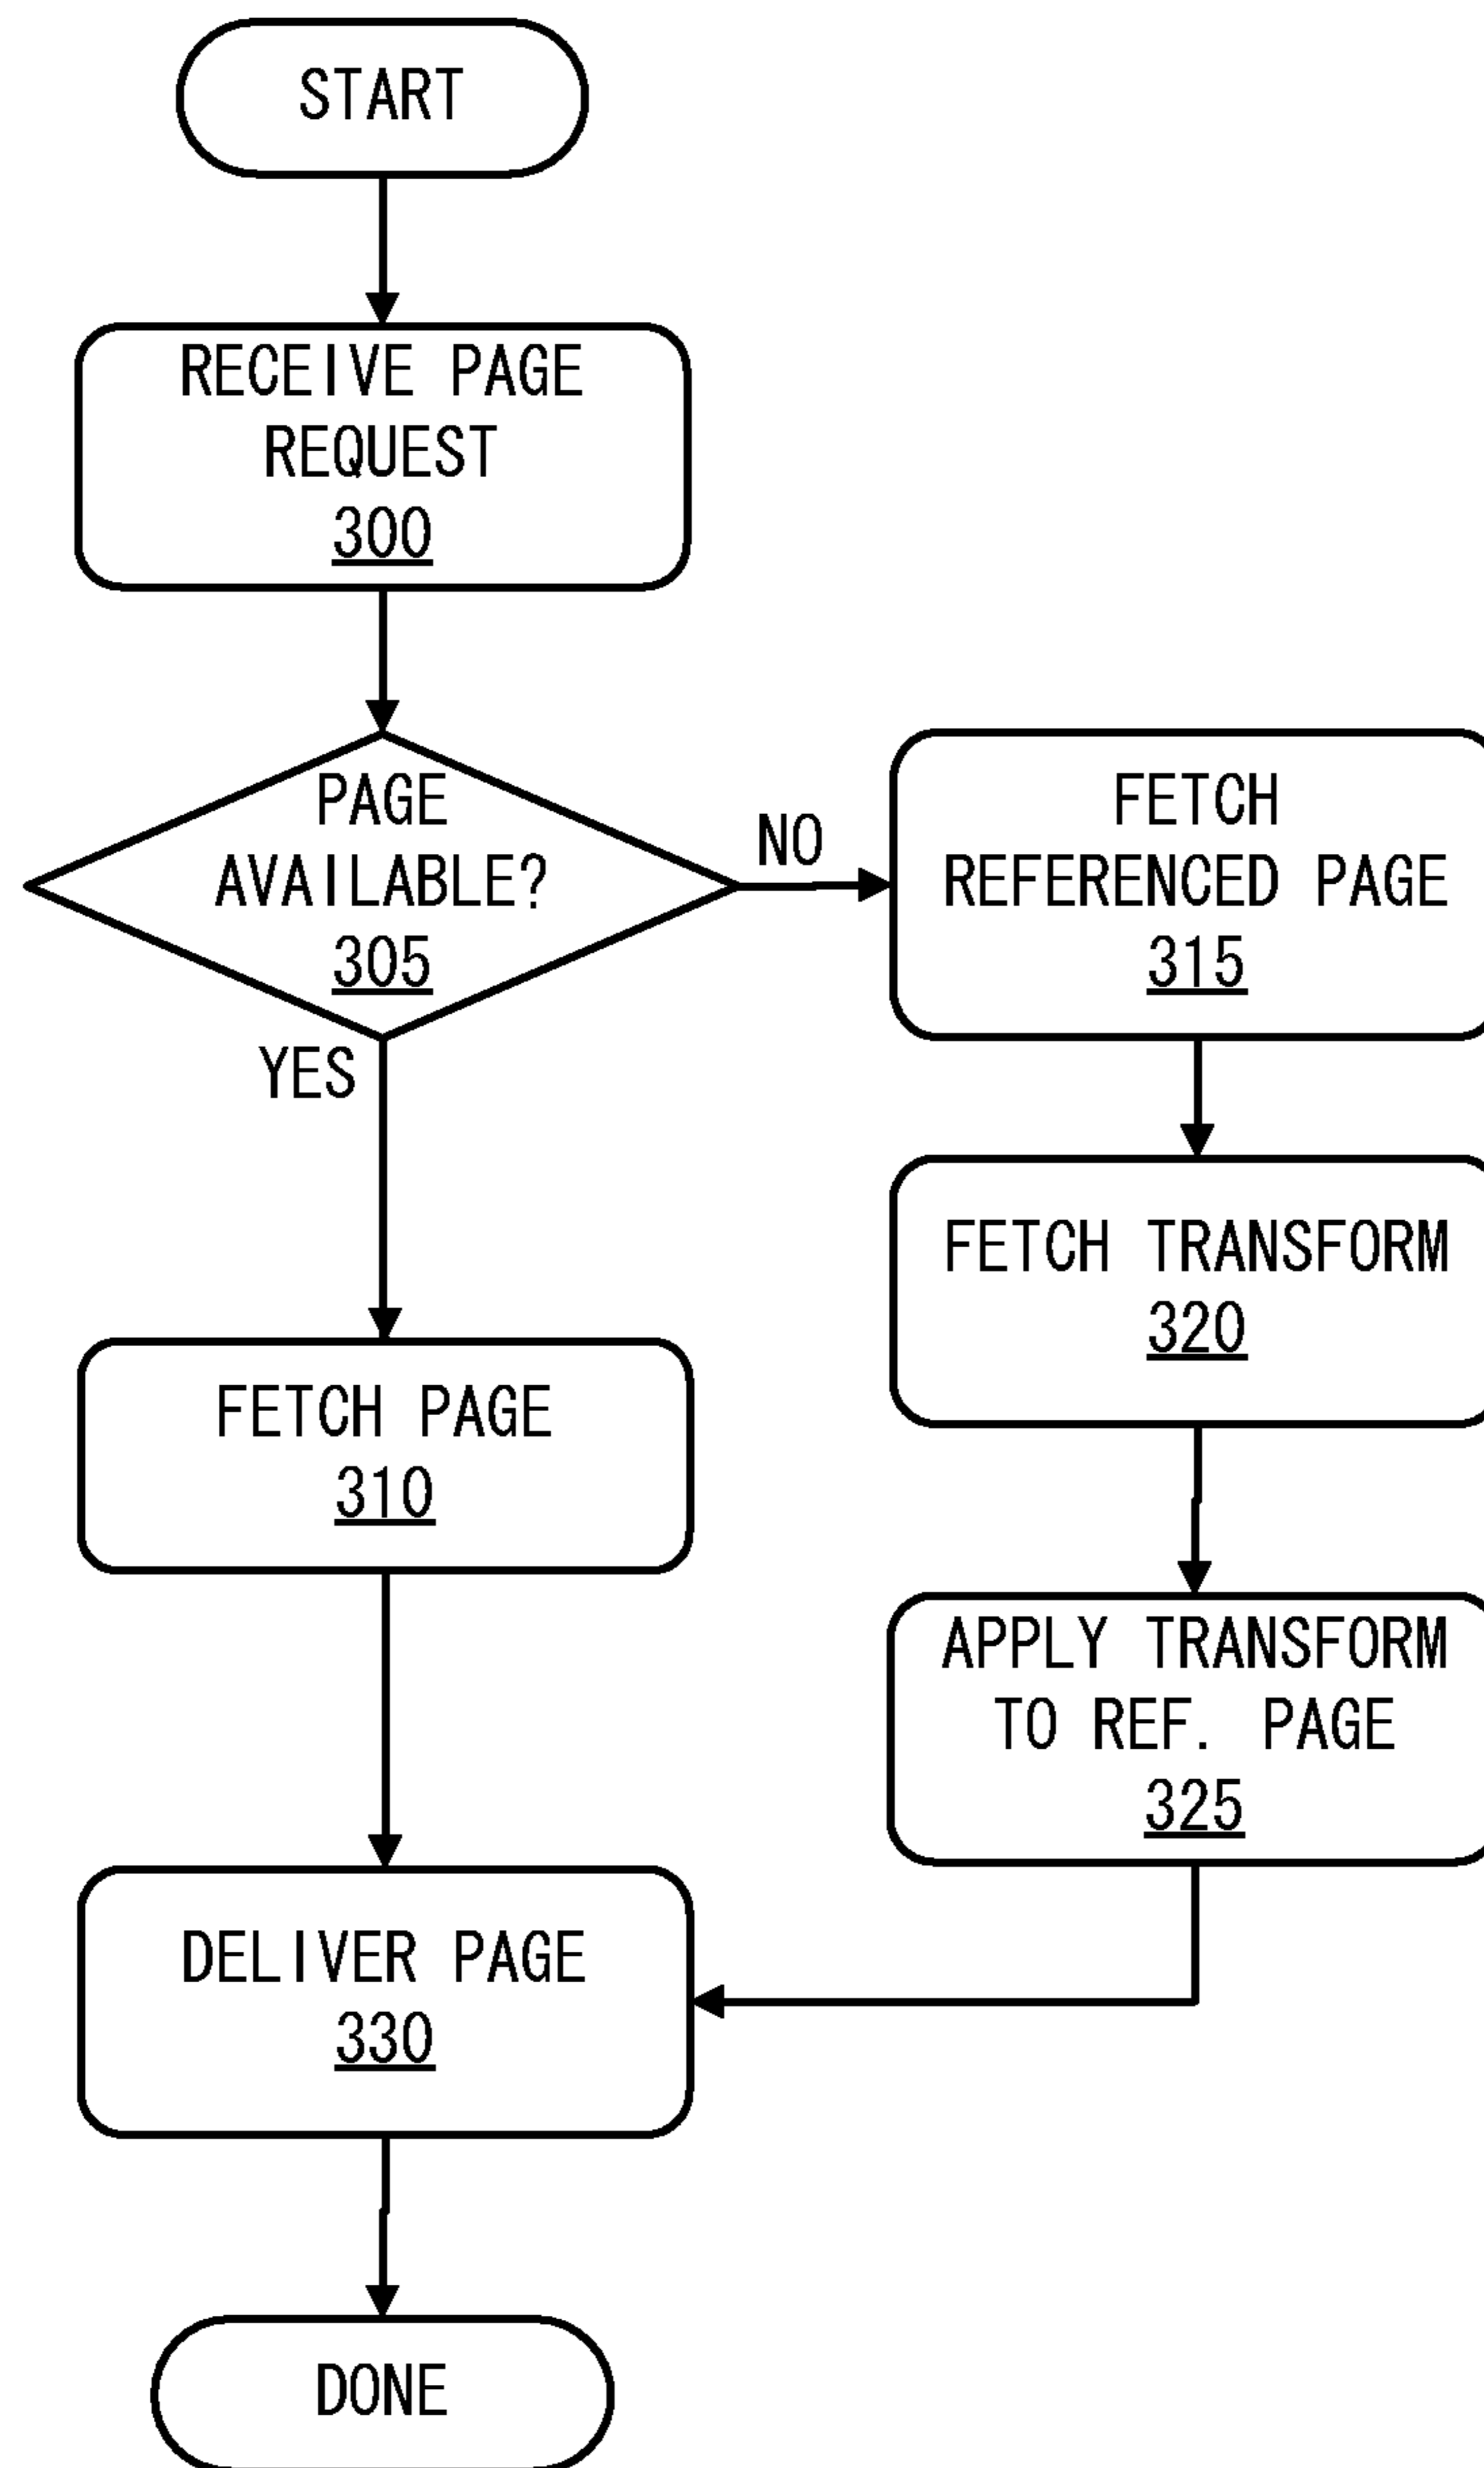 START
RECEIVE PAGE
REQUEST
300
PAGE
AVAILABLE?
305
NO
YES
FETCH
REFERENCED PAGE
315
FETCH TRANSFORM
320
FETCH PAGE
310
APPLY TRANSFORM
TO REF. PAGE
325
DELIVER PAGE
330
DONE